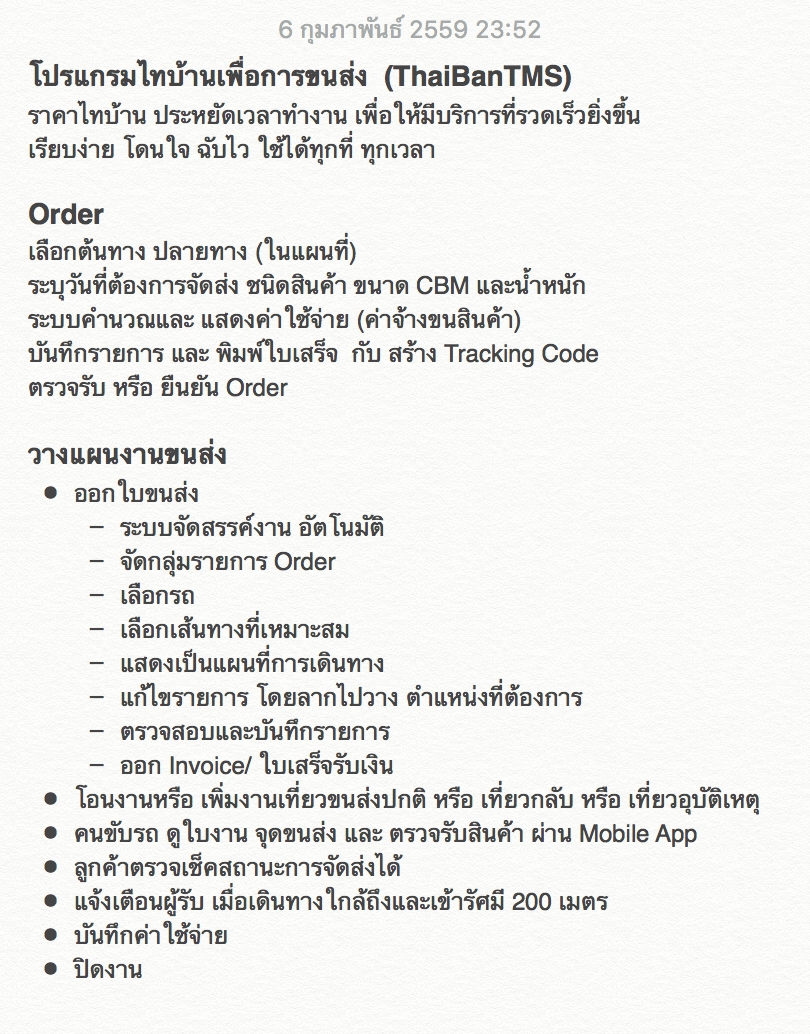 6 กุมภาพันธ์ 2559 23:52
โปรแกรมไทบ้านเพื่อการขนส่ง (ThaiBanTMS)
ราคาไทบ้าน ประหยัดเวลาทำงาน เพื่อให้มีบริการที่รวดเร็วยิ่งขึ้น
เรียบง่าย โดนใจ ฉับไว ใช้ได้ทุกที่ ทุกเวลา
Order
เลือกต้นทาง ปลายทาง (ในแผนที่)
ระบุวันที่ต้องการจัดส่ง ชนิดสินค้า ขนาด CBM และน้ำหนัก
ระบบคำนวณและ แสดงค่าใช้จ่าย (ค่าจ้างขนสินค้า)
บันทึกรายการ และ พิมพ์ใบเสร็จ กับ สร้าง Tracking Code
ตรวจรับ หรือ ยืนยัน Order
วางแผนงานขนส่ง
● ออกใบขนส่ง
– ระบบจัดสรรค์งาน อัตโนมัติ
– จัดกลุ่มรายการ Order
– เลือกรถ
– เลือกเส้นทางที่เหมาะสม
– แสดงเป็นแผนที่การเดินทาง
– แก้ไขรายการ โดยลากไปวาง ตำแหน่งที่ต้องการ
– ตรวจสอบและบันทึกรายการ
– ออก Invoice/ ใบเสร็จรับเงิน
● โอนงานหรือ เพิ่มงานเที่ยวขนส่งปกติ หรือ เที่ยวกลับ หรือ เที่ยวอุบัติเหตุ
● คนขับรถ ดูใบงาน จุดขนส่ง และ ตรวจรับสินค้า ผ่าน Mobile App
● ลูกค้าตรวจเช็คสถานะการจัดส่งได้
● แจ้งเตือนผู้รับ เมื่อเดินทางใกล้ถึงและเข้ารัศมี 200 เมตร
● บันทึกค่าใช้จ่าย
● ปิดงาน